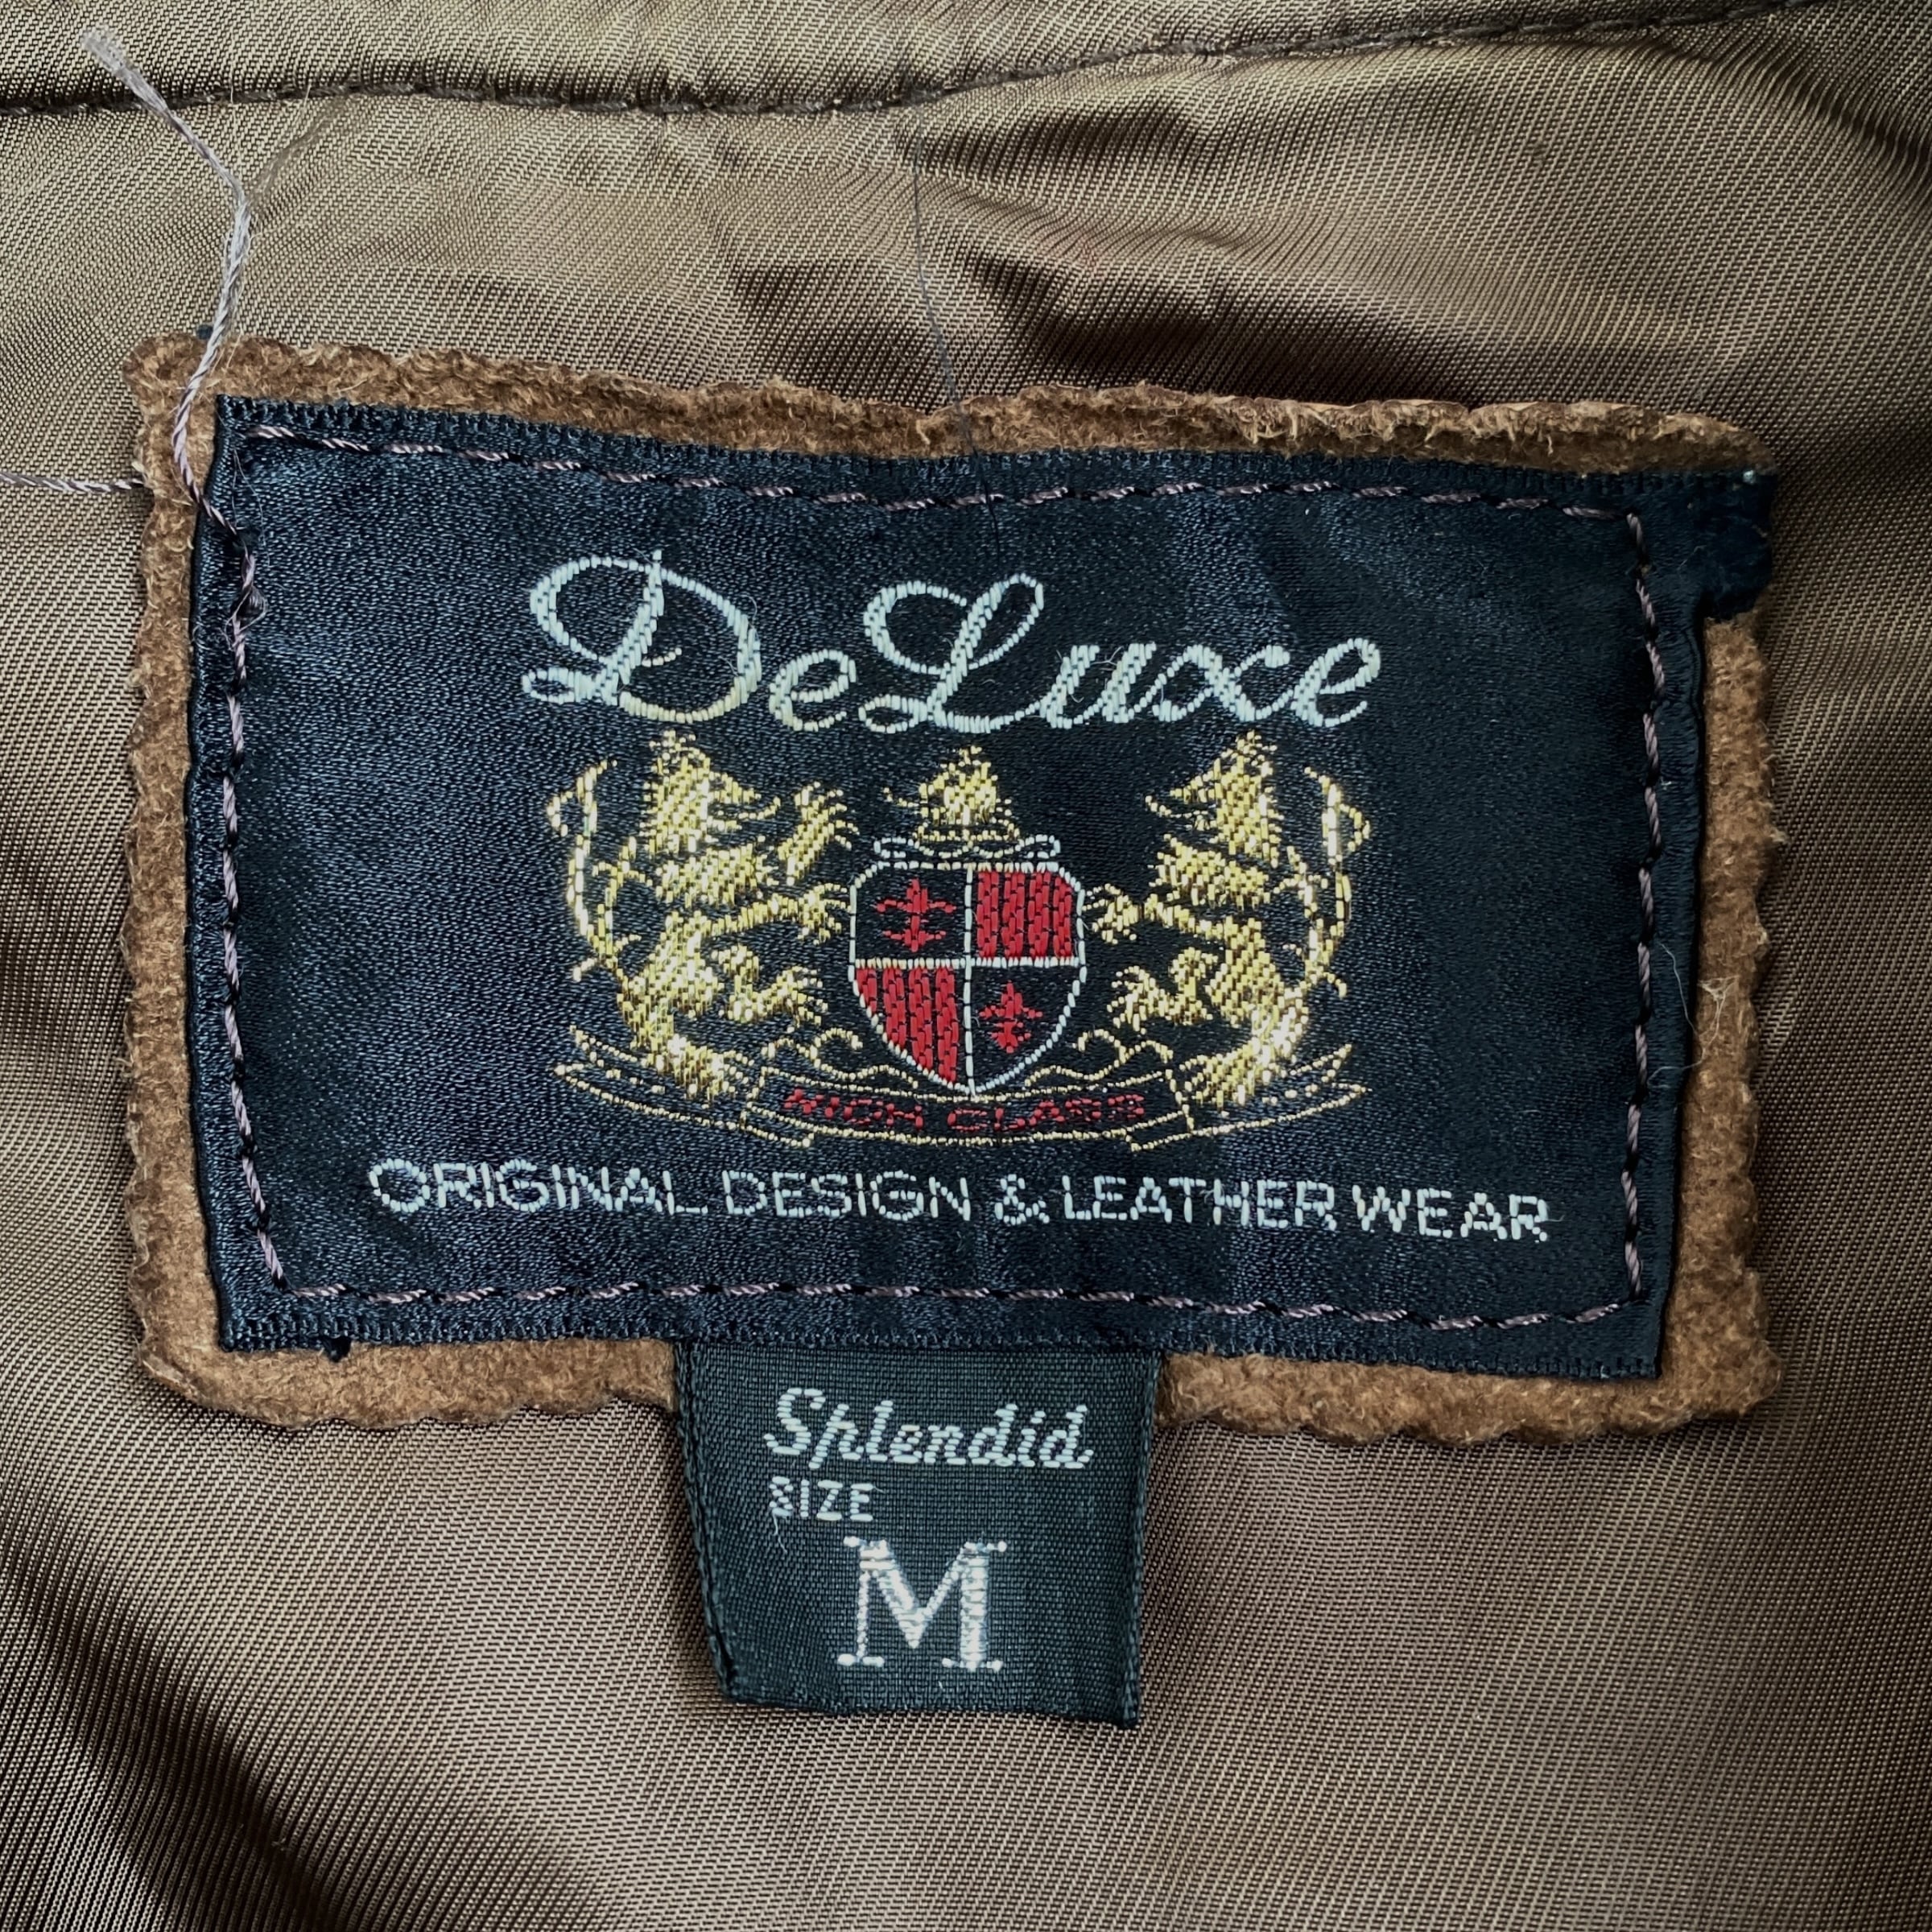 DeLuxe
HIGH CLASS
ORIGINAL DESIGN & LEATHER WEAR
Splendid
SIZE
M